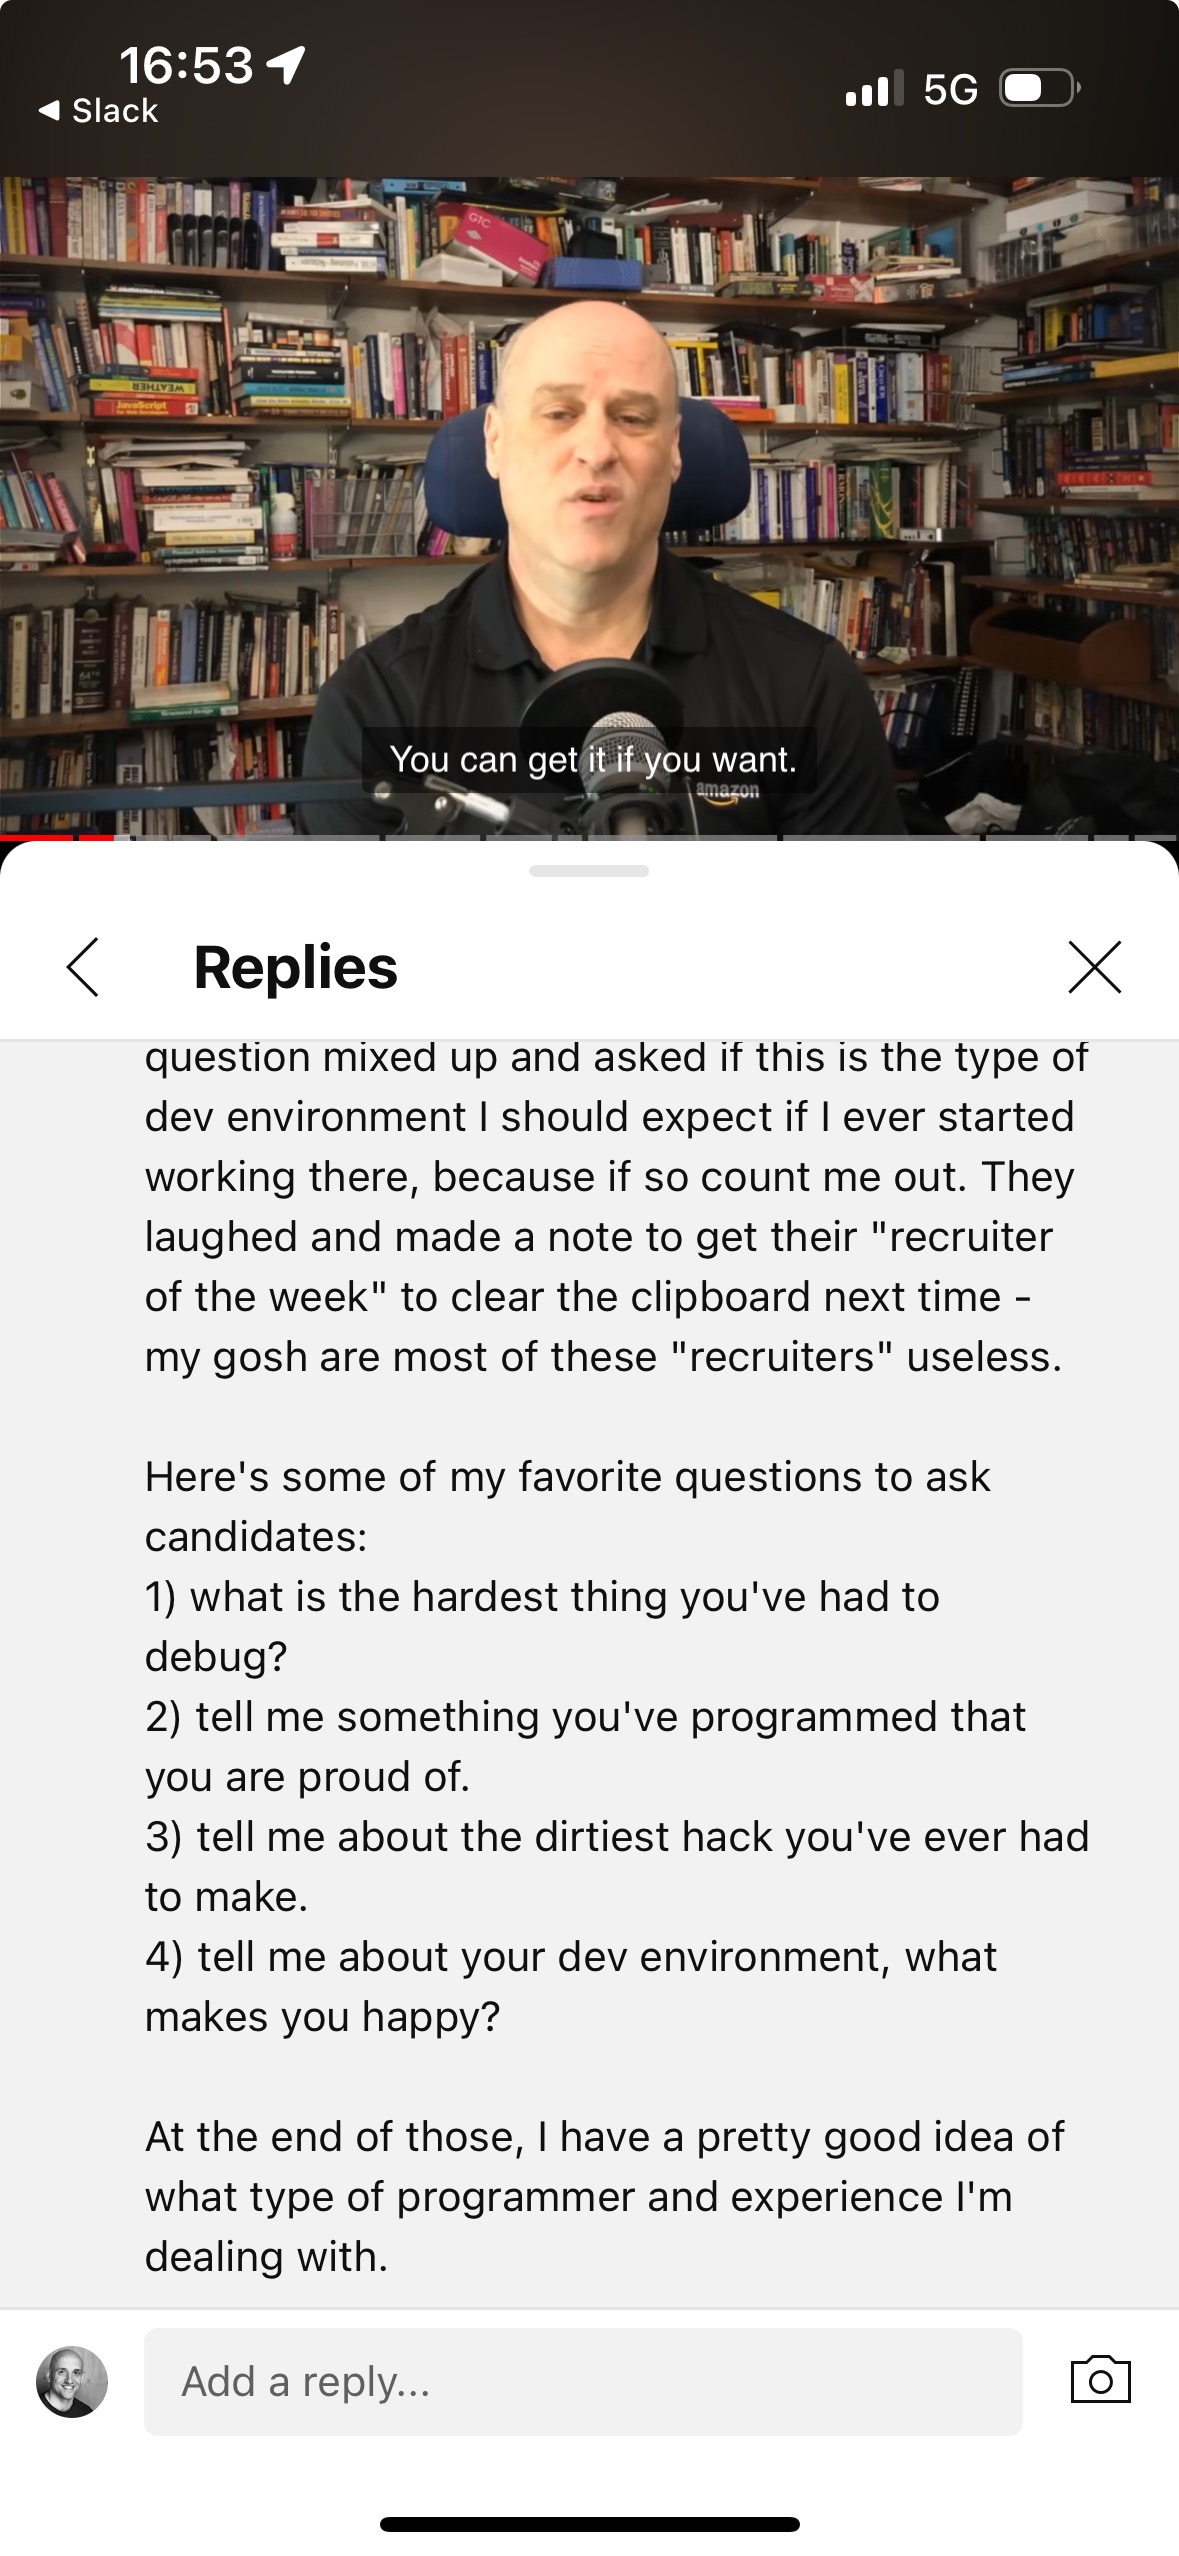 16:53
◀ Slack
5G
GTC
WEATHER
JavaScript
You can get it if you want.
amazon
Replies
question mixed up and asked if this is the type of
dev environment I should expect if I ever started
working there, because if so count me out. They
laughed and made a note to get their "recruiter
of the week" to clear the clipboard next time -
my gosh are most of these "recruiters" useless.
Here's some of my favorite questions to ask
candidates:
1) what is the hardest thing you've had to
debug?
2) tell me something you've programmed that
you are proud of.
3) tell me about the dirtiest hack you've ever had
to make.
4) tell me about your dev environment, what
makes you happy?
At the end of those, I have a pretty good idea of
what type of programmer and experience I'm
dealing with.
Add a reply...